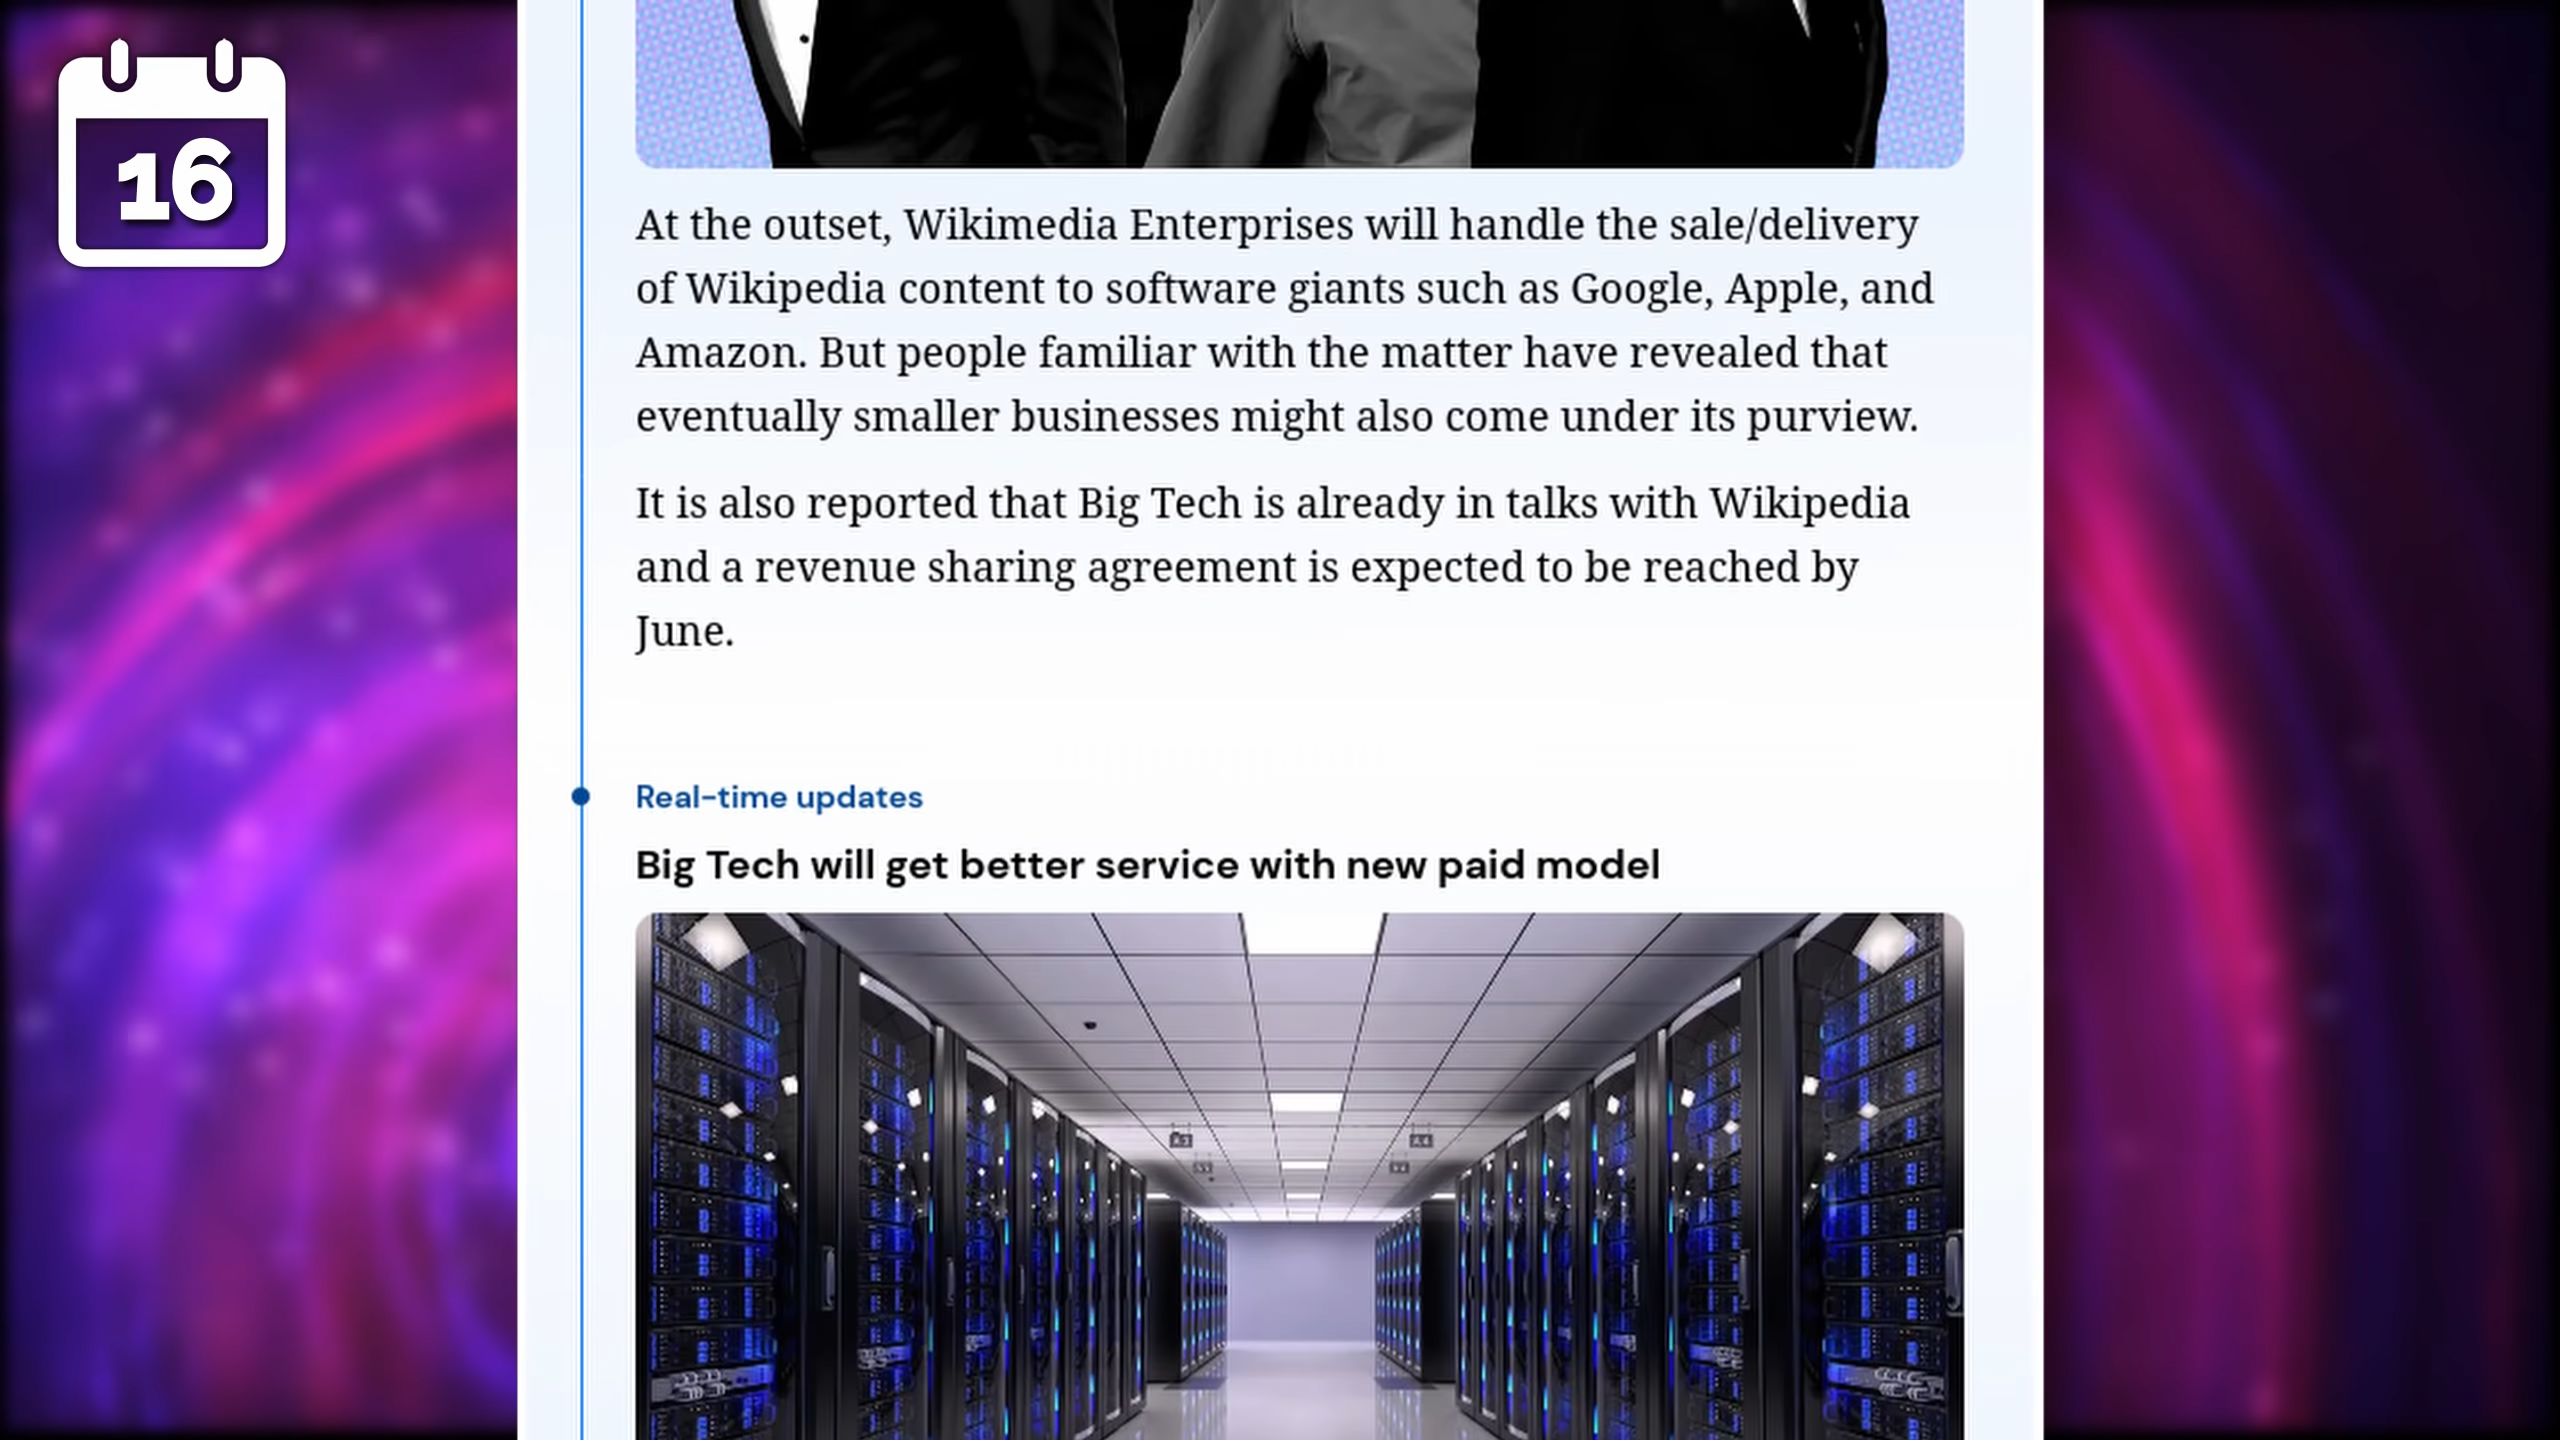 16
At the outset, Wikimedia Enterprises will handle the sale/delivery
of Wikipedia content to software giants such as Google, Apple, and
Amazon. But people familiar with the matter have revealed that
eventually smaller businesses might also come under its purview.
It is also reported that Big Tech is already in talks with Wikipedia
and a revenue sharing agreement is expected to be reached by
June.
Real-time updates
Big Tech will get better service with new paid model